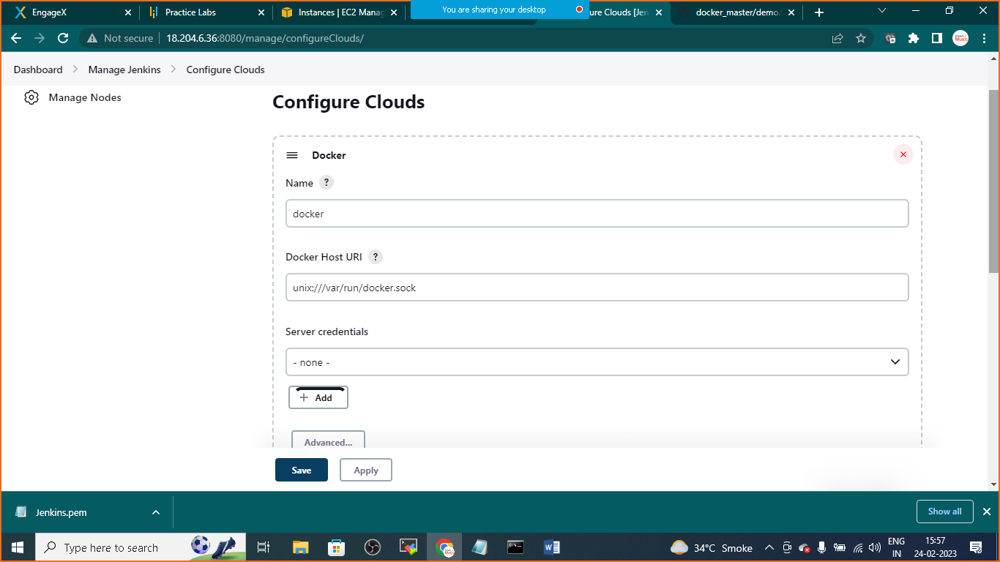 EngageX
Practice Labs
Instances | EC2 Manag
You are sharing your desktop
ure Clouds [Jen
docker_master/demo.
Not secure
18.204.6.36:8080/manage/configureClouds/
Dashboard
Manage Jenkins
Configure Clouds
Manage Nodes
Configure Clouds
Docker
Name ?
docker
Docker Host URI ?
unix:///var/run/docker.sock
Server credentials
- none -
+ Add
Advanced...
Save
Apply
Jenkins.pem
Show all
Type here to search
34°C Smoke
ENG
IN
15:57
24-02-2023